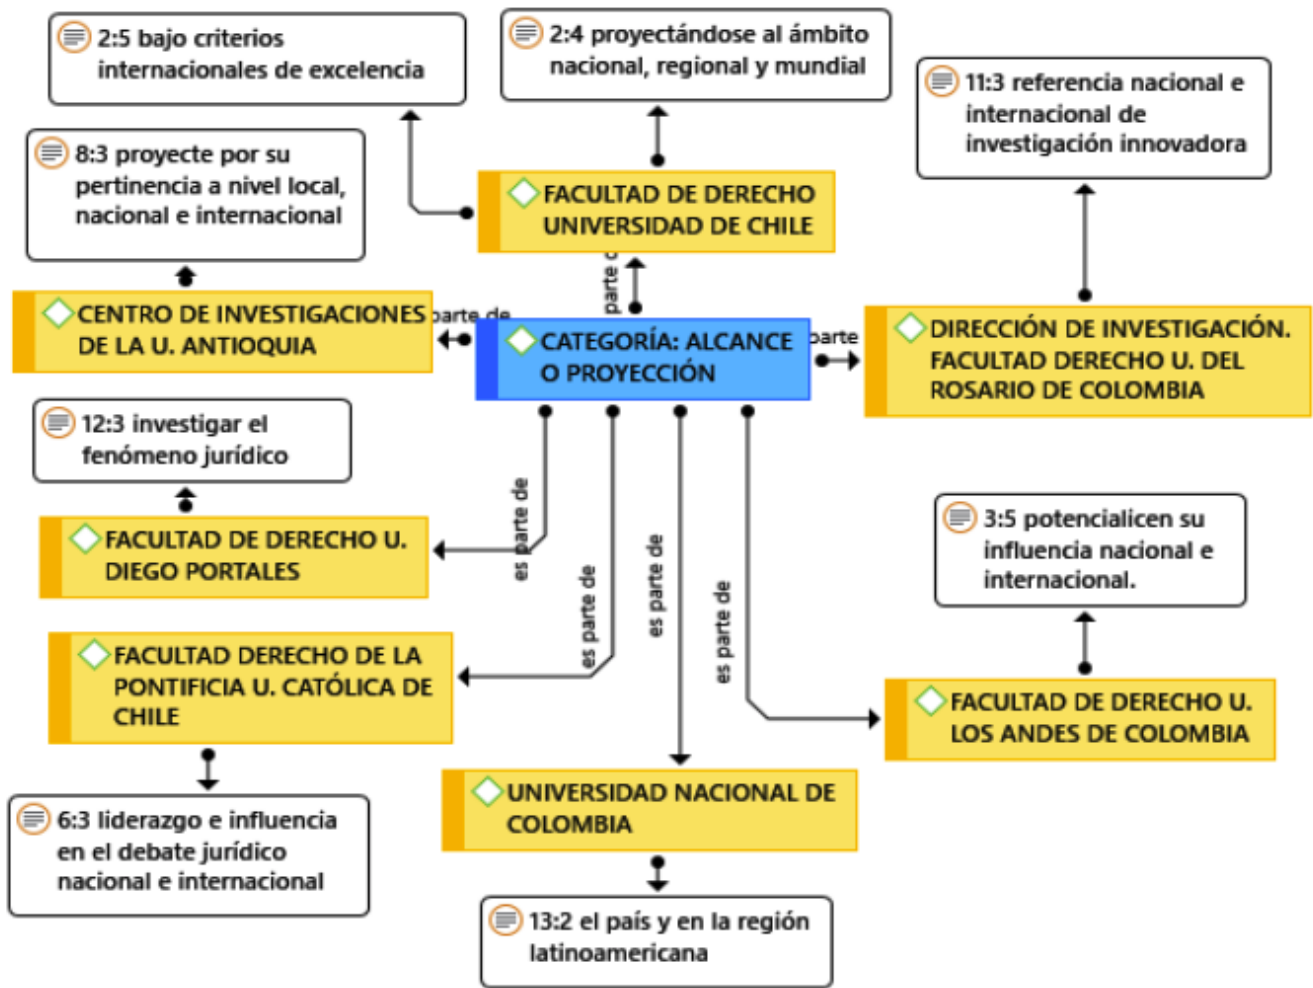 2:5 bajo criterios
internacionales de excelencia
2:4 proyectándose al ámbito
nacional, regional y mundial
11:3 referencia nacional e
internacional de
investigación innovadora
8:3 proyecte por su
pertinencia a nivel local,
nacional e internacional
FACULTAD DE DERECHO
UNIVERSIDAD DE CHILE
parte
CENTRO DE INVESTIGACIONES
DE LA U. ANTIOQUIA
parte de
CATEGORÍA: ALCANCE
O PROYECCIÓN
parte
DIRECCIÓN DE INVESTIGACIÓN.
FACULTAD DERECHO U. DEL
ROSARIO DE COLOMBIA
12:3 investigar el
fenómeno jurídico
FACULTAD DE DERECHO U.
DIEGO PORTALES
es parte de
es parte de
es parte de
es parte de
3:5 potencialicen su
influencia nacional e
internacional.
FACULTAD DERECHO DE LA
PONTIFICIA U. CATÓLICA DE
CHILE
FACULTAD DE DERECHO U.
LOS ANDES DE COLOMBIA
6:3 liderazgo e influencia
en el debate jurídico
nacional e internacional
UNIVERSIDAD NACIONAL DE
COLOMBIA
13:2 el país y en la región
latinoamericana